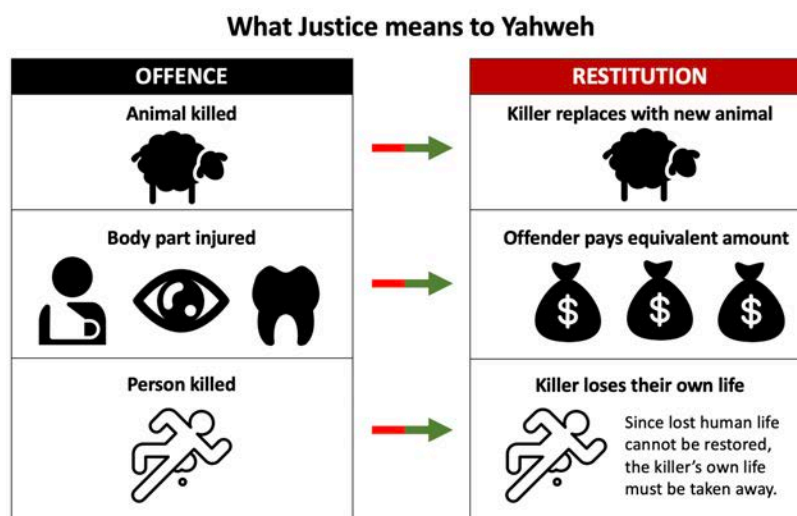 What Justice means to Yahweh
OFFENCE
RESTITUTION
Animal killed
Killer replaces with new animal
Body part injured
Offender pays equivalent amount
$ $ $
Person killed
Killer loses their own life
Since lost human life
cannot be restored,
the killer's own life
must be taken away.